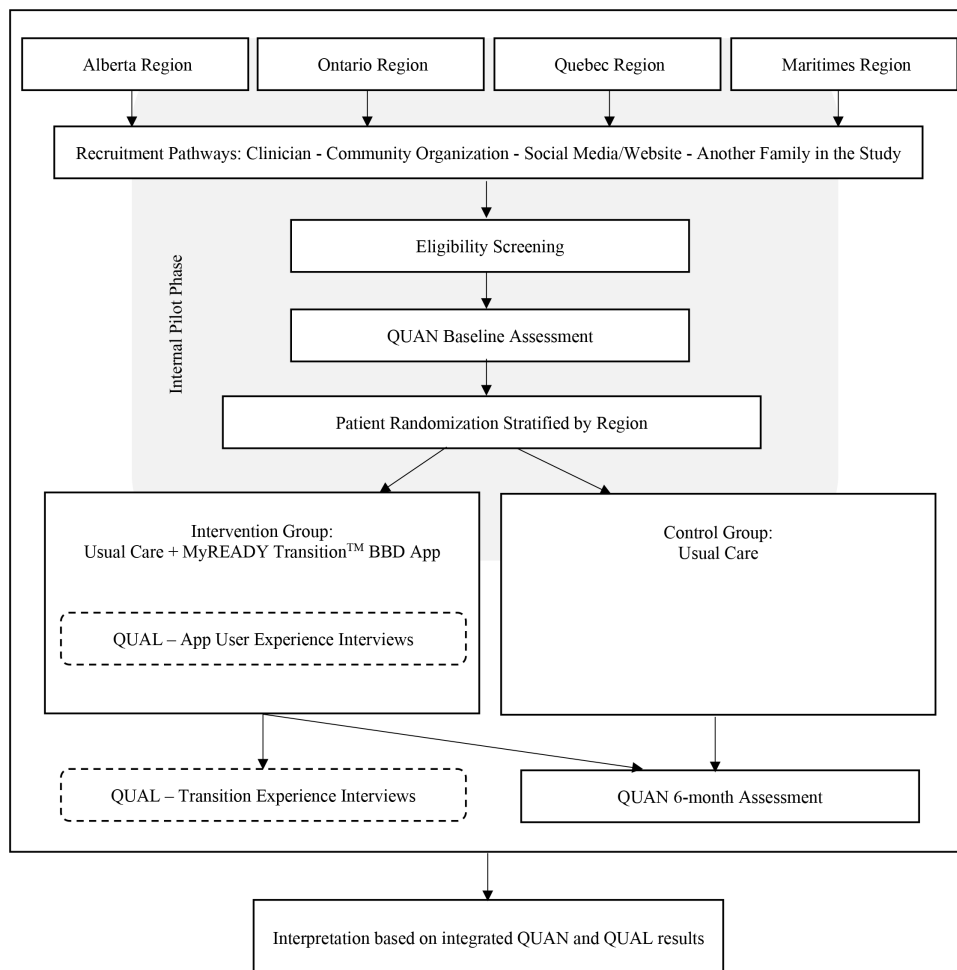 Alberta Region
Ontario Region
Quebec Region
Maritimes Region
Recruitment Pathways: Clinician - Community Organization - Social Media/Website - Another Family in the Study
Internal Pilot Phase
Eligibility Screening
QUAN Baseline Assessment
Patient Randomization Stratified by Region
Intervention Group:
Usual Care + MyREADY Transition™ BBD App
QUAL – App User Experience Interviews
Control Group:
Usual Care
QUAL – Transition Experience Interviews
QUAN 6-month Assessment
Interpretation based on integrated QUAN and QUAL results